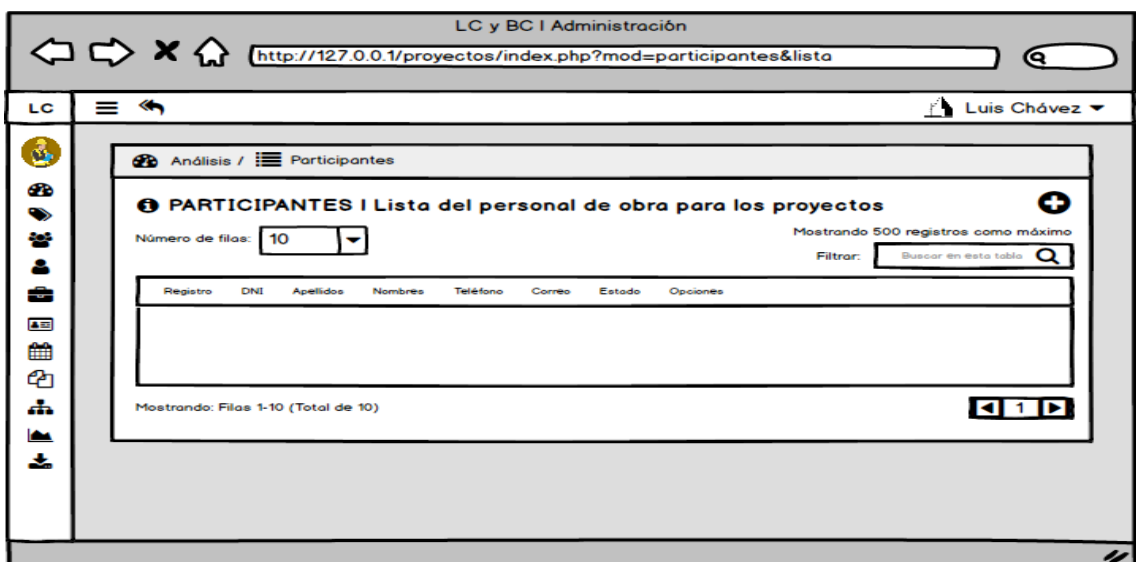 LC y BC | Administración
http://127.0.0.1/proyectos/index.php?mod=participantes&lista
LC
Luis Chávez
Análisis / Participantes
PARTICIPANTES | Lista del personal de obra para los proyectos
Número de filas: 10
Mostrando 500 registros como máximo
Filtrar: Buscar en esta tabla
Registro DNI Apellidos Nombres Teléfono Correo Estado Opciones
Mostrando: Filas 1-10 (Total de 10)
1